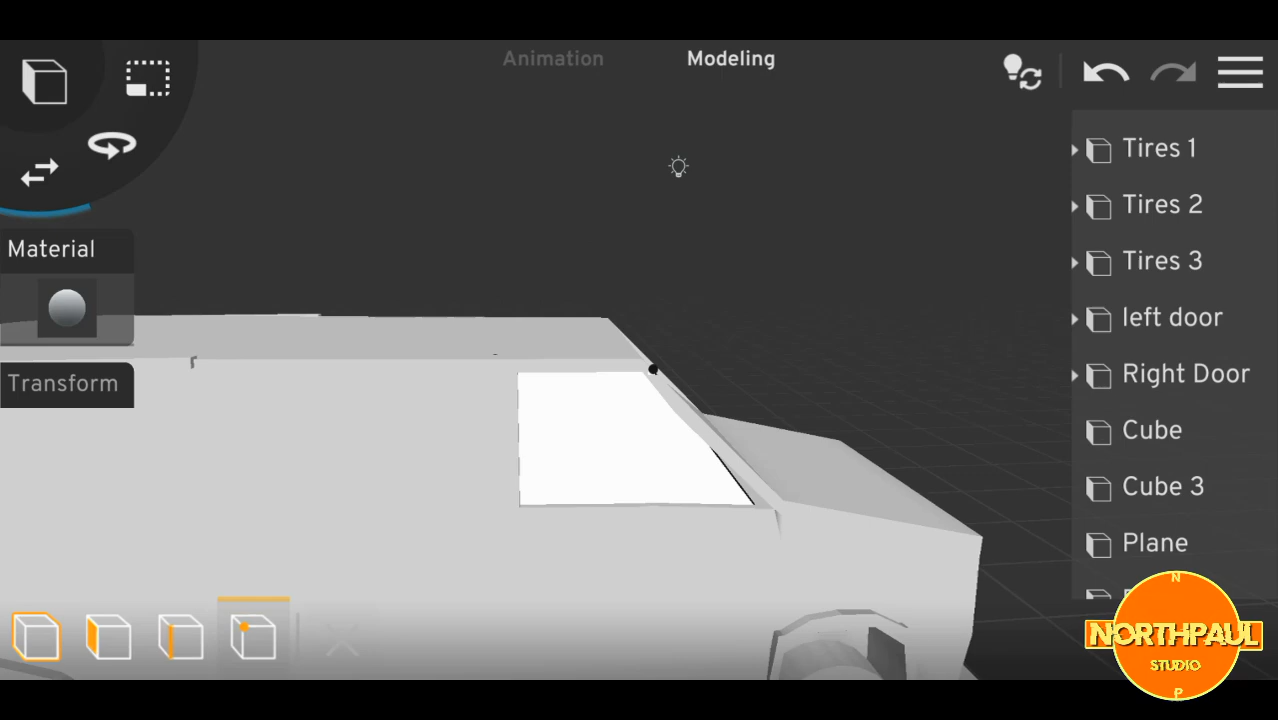 Animation
Modeling
Material
Transform
Tires 1
Tires 2
Tires 3
left door
Right Door
Cube
Cube 3
Plane
N
NORTHPAUL
STUDIO
P